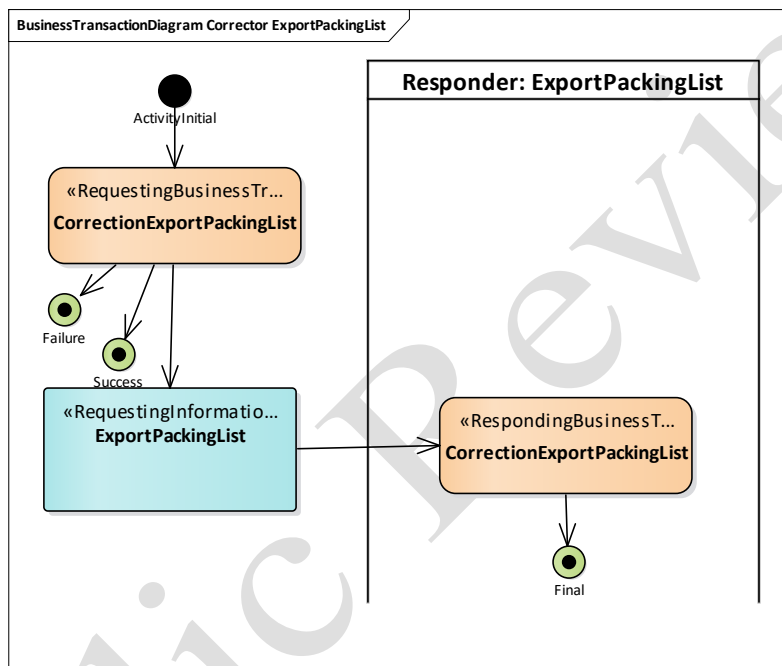 BusinessTransactionDiagram Corrector ExportPackingList
Responder: ExportPackingList
ActivityInitial
«RequestingBusinessTr...
CorrectionExportPackingList
Failure
Success
«RequestingInformatio...
ExportPackingList
«RespondingBusinessT...
CorrectionExportPackingList
Final